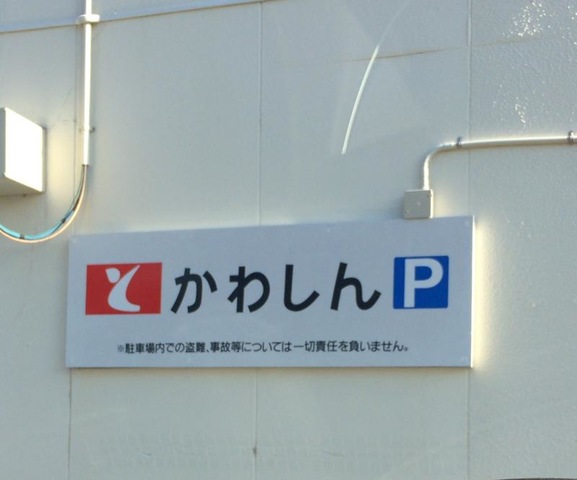 かわしん P
※駐車場内での盗難、事故等については一切責任を負いません。